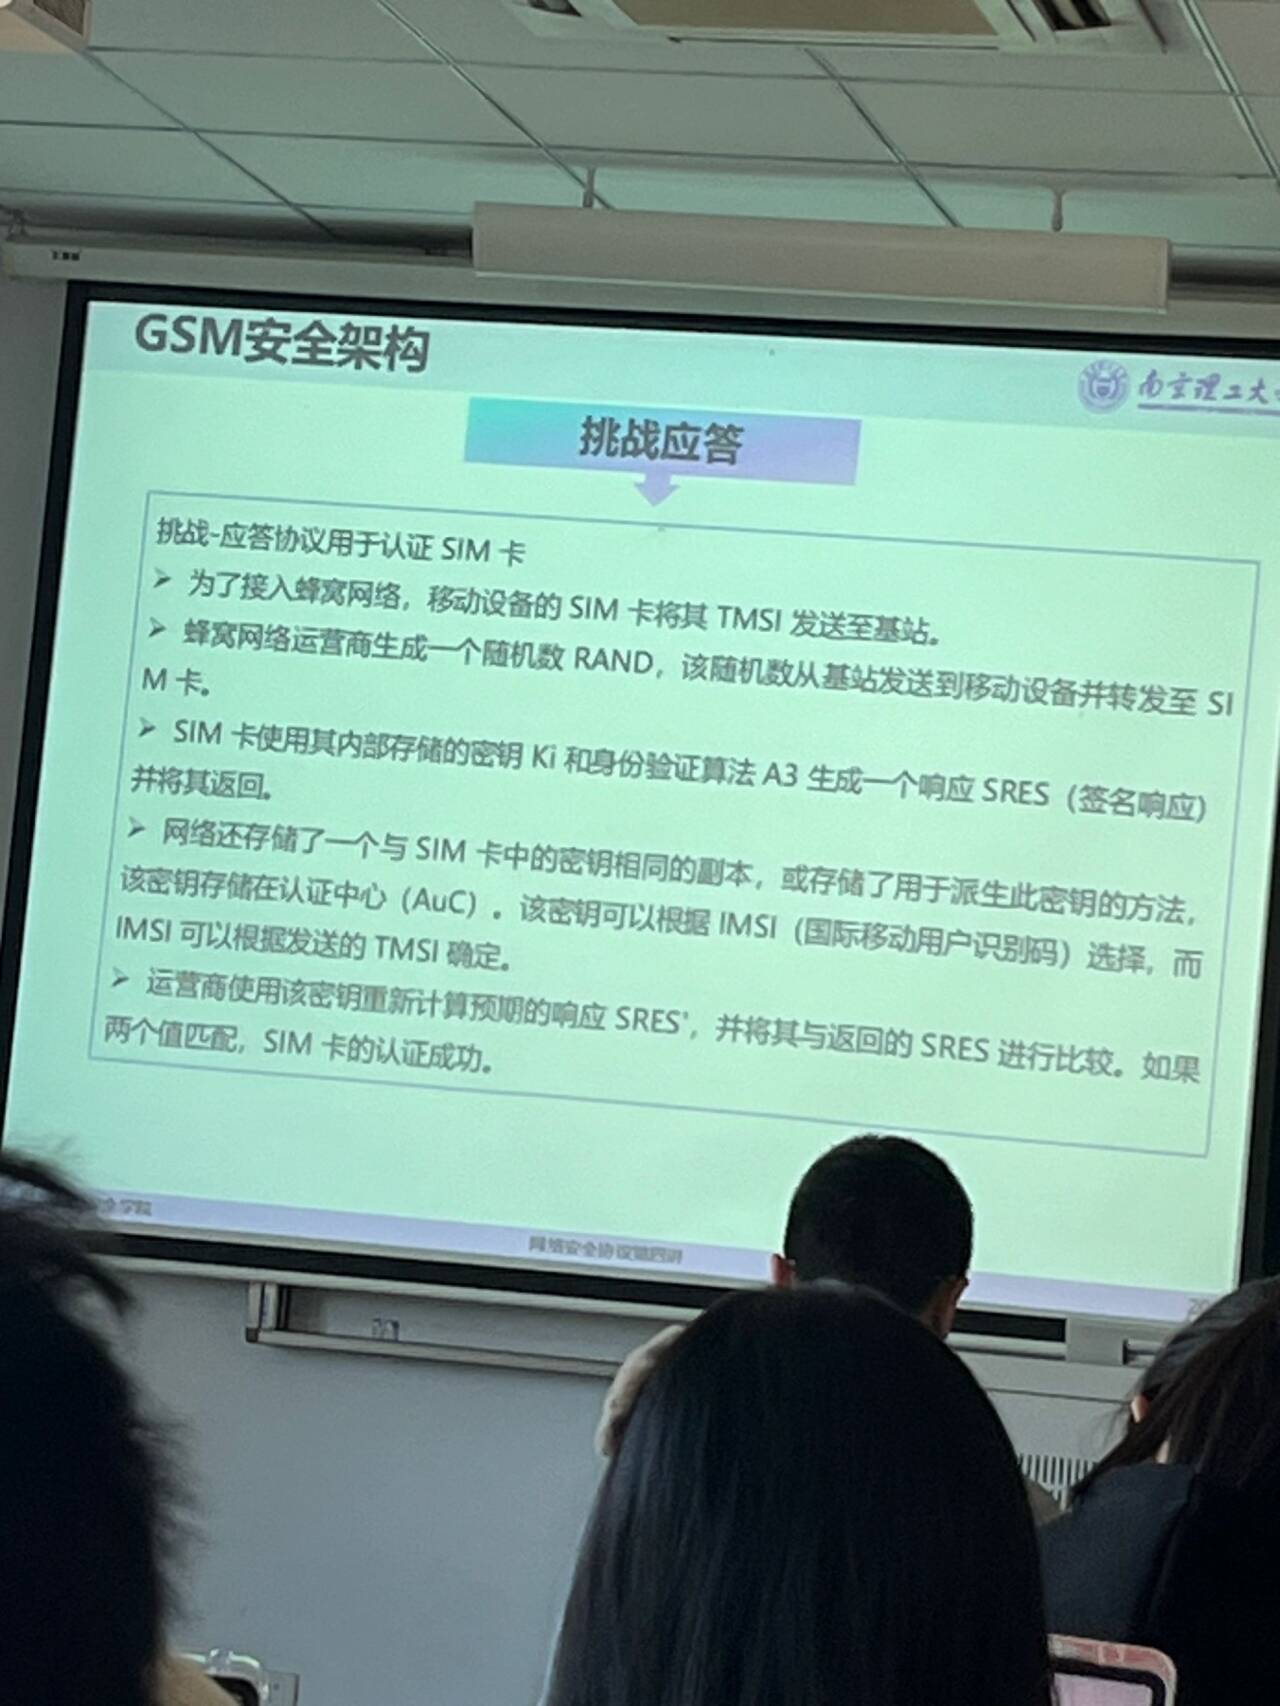 GSM安全架构
南京理工大
挑战应答
挑战-应答协议用于认证 SIM 卡
➢ 为了接入蜂窝网络，移动设备的 SIM 卡将其 TMSI 发送至基站。
➢ 蜂窝网络运营商生成一个随机数 RAND，该随机数从基站发送到移动设备并转发至 SI
M 卡。
➢ SIM 卡使用其内部存储的密钥 Ki 和身份验证算法 A3 生成一个响应 SRES（签名响应）
并将其返回。
➢ 网络还存储了一个与 SIM 卡中的密钥相同的副本，或存储了用于派生此密钥的方法，
该密钥存储在认证中心（AuC）。该密钥可以根据 IMSI（国际移动用户识别码）选择，而
IMSI 可以根据发送的 TMSI 确定。
➢ 运营商使用该密钥重新计算预期的响应 SRES'，并将其与返回的 SRES 进行比较。如果
两个值匹配，SIM 卡的认证成功。
全学院
网络安全协议第四讲